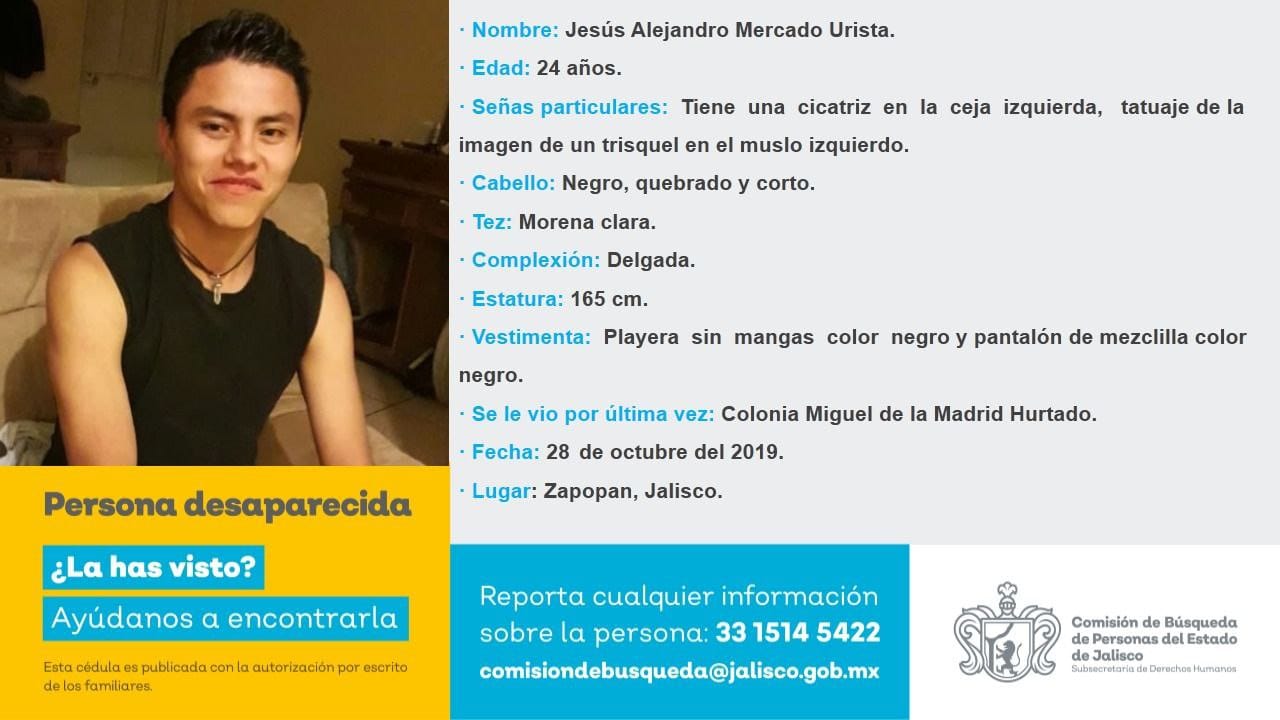 · Nombre: Jesús Alejandro Mercado Urista.
· Edad: 24 años.
· Señas particulares: Tiene una cicatriz en la ceja izquierda, tatuaje de la
imagen de un trisquel en el muslo izquierdo.
· Cabello: Negro, quebrado y corto.
· Tez: Morena clara.
· Complexión: Delgada.
· Estatura: 165 cm.
· Vestimenta: Playera sin mangas color negro y pantalón de mezclilla color
negro.
· Se le vio por última vez: Colonia Miguel de la Madrid Hurtado.
· Fecha: 28 de octubre del 2019.
· Lugar: Zapopan, Jalisco.
Persona desaparecida
¿La has visto?
Ayúdanos a encontrarla
Esta cédula es publicada con la autorización por escrito
de los familiares.
Reporta cualquier información
sobre la persona: 33 1514 5422
comisiondebusqueda@jalisco.gob.mx
Comisión de Búsqueda
de Personas del Estado
de Jalisco
Subsecretaría de Derechos Humanos